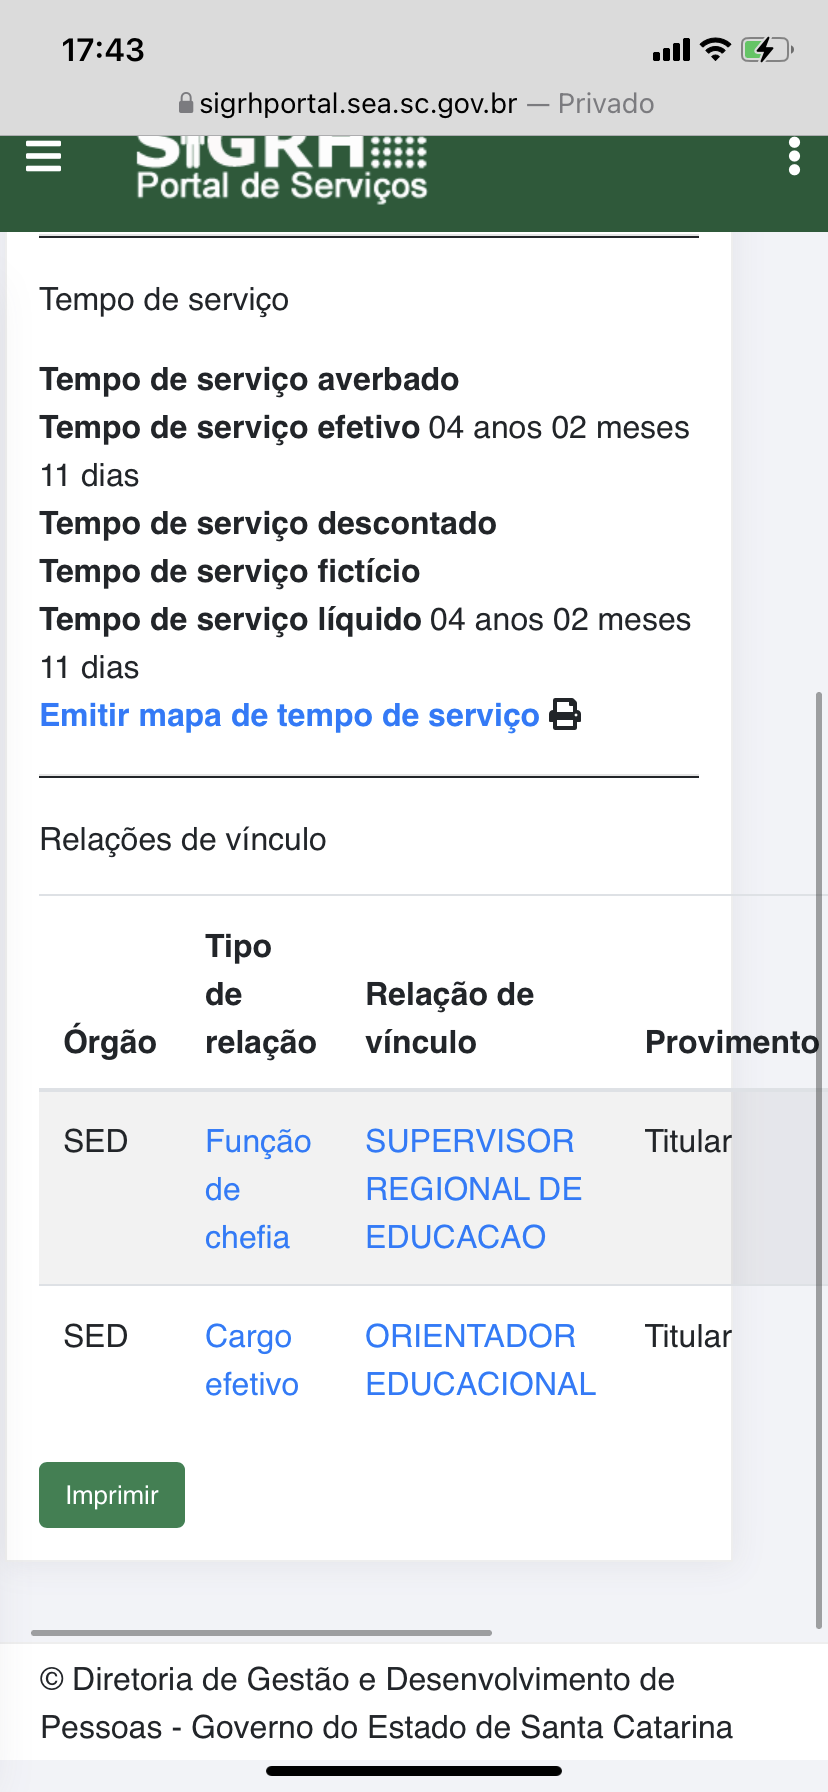 17:43
sigrhportal.sea.sc.gov.br — Privado
SIGRH
Portal de Serviços
Tempo de serviço
Tempo de serviço averbado
Tempo de serviço efetivo 04 anos 02 meses
11 dias
Tempo de serviço descontado
Tempo de serviço fictício
Tempo de serviço líquido 04 anos 02 meses
11 dias
Emitir mapa de tempo de serviço
Relações de vínculo
Órgão Tipo de relação Relação de vínculo Provimento
SED Função de chefia SUPERVISOR REGIONAL DE EDUCACAO Titular
SED Cargo efetivo ORIENTADOR EDUCACIONAL Titular
Imprimir
© Diretoria de Gestão e Desenvolvimento de
Pessoas - Governo do Estado de Santa Catarina